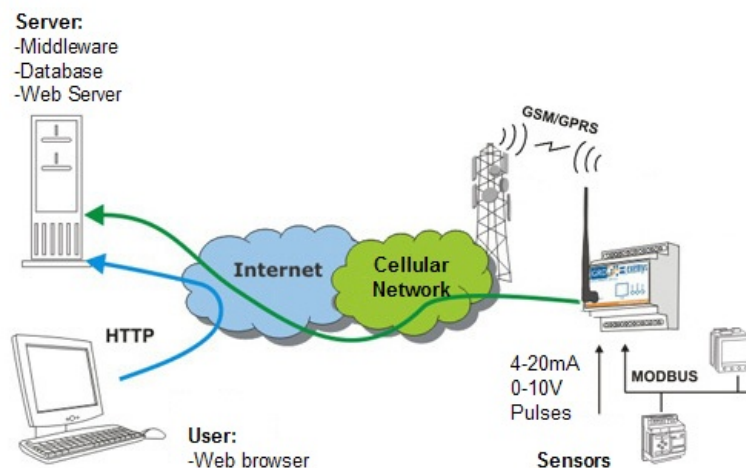 Server:
-Middleware
-Database
-Web Server
GSM/GPRS
Internet
Cellular
Network
HTTP
4-20mA
0-10V
Pulses
MODBUS
User:
-Web browser
Sensors